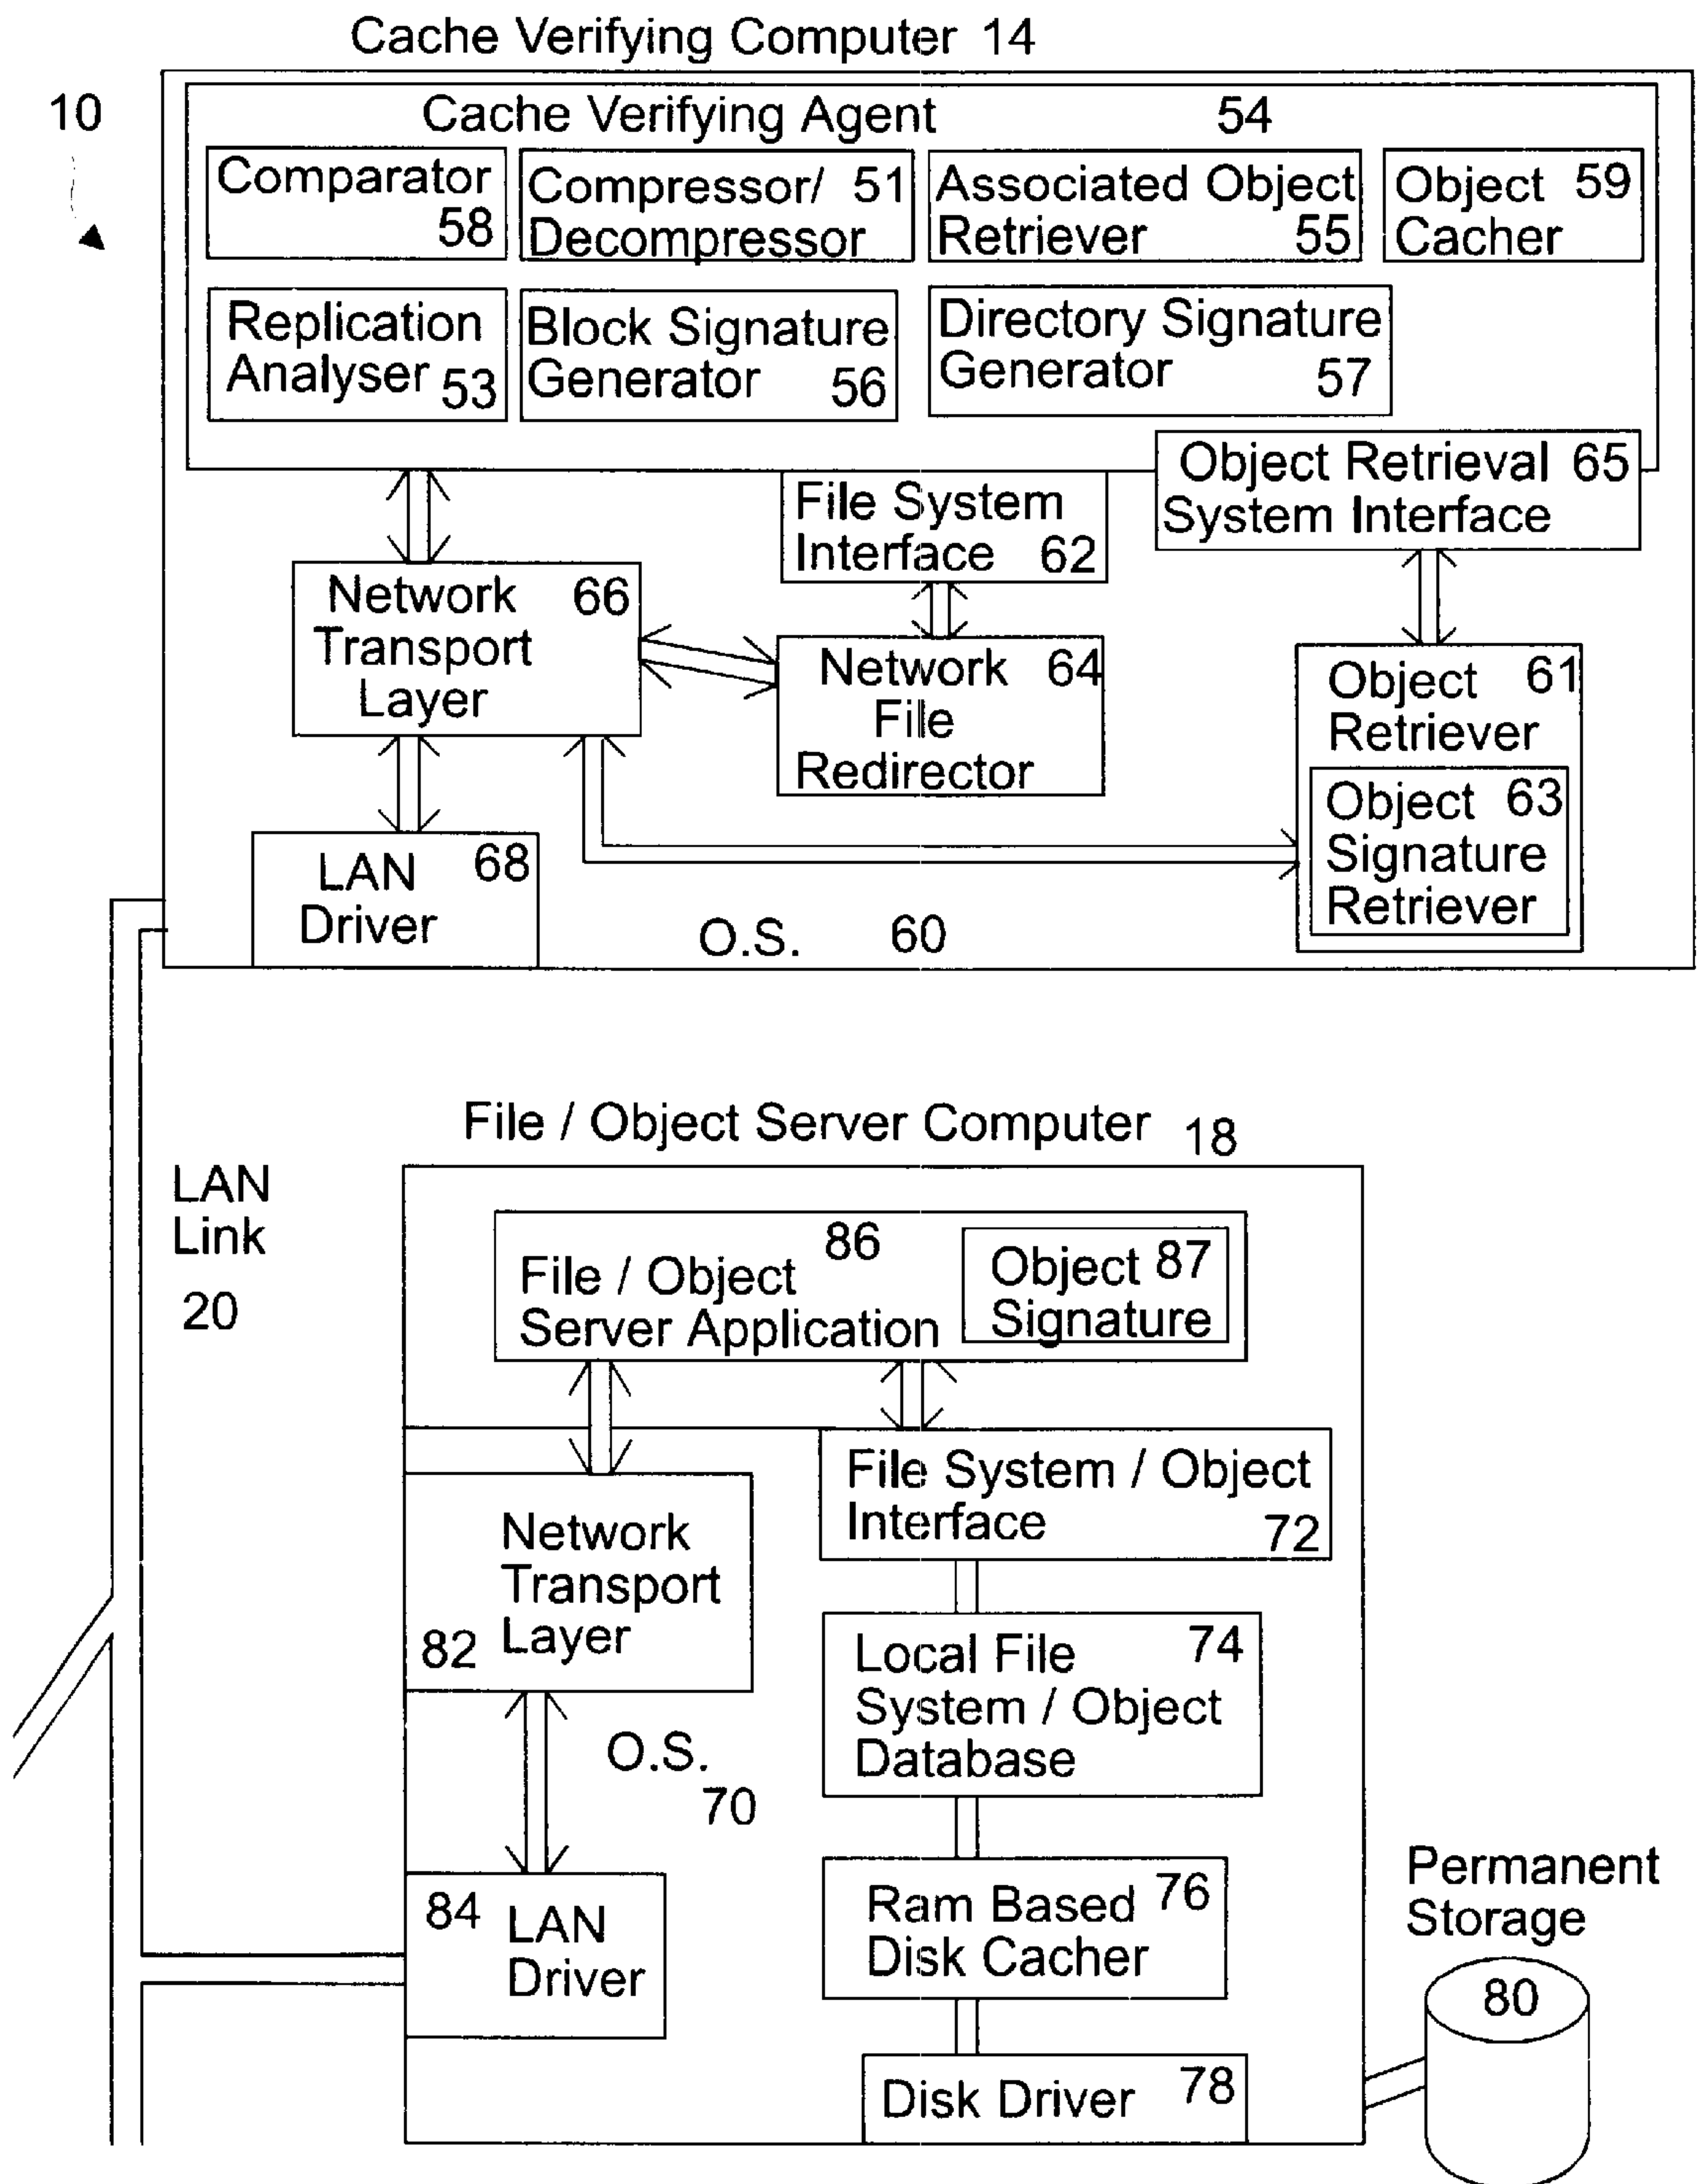 Cache Verifying Computer 14
10
Cache Verifying Agent 54
Comparator
58
Compressor/ 51
Decompressor
Associated Object
Retriever 55
Object 59
Cacher
Replication
Analyser 53
Block Signature
Generator 56
Directory Signature
Generator 57
Object Retrieval 65
System Interface
File System
Interface 62
Network 66
Transport
Layer
Network 64
File
Redirector
Object 61
Retriever
Object 63
Signature
Retriever
LAN 68
Driver
O.S. 60
File / Object Server Computer 18
LAN
Link
20
86
File / Object
Server Application
Object 87
Signature
File System / Object
Interface 72
Network
Transport
82 Layer
Local File 74
System / Object
Database
O.S.
70
Ram Based 76
Disk Cacher
84 LAN
Driver
Permanent
Storage
80
Disk Driver 78